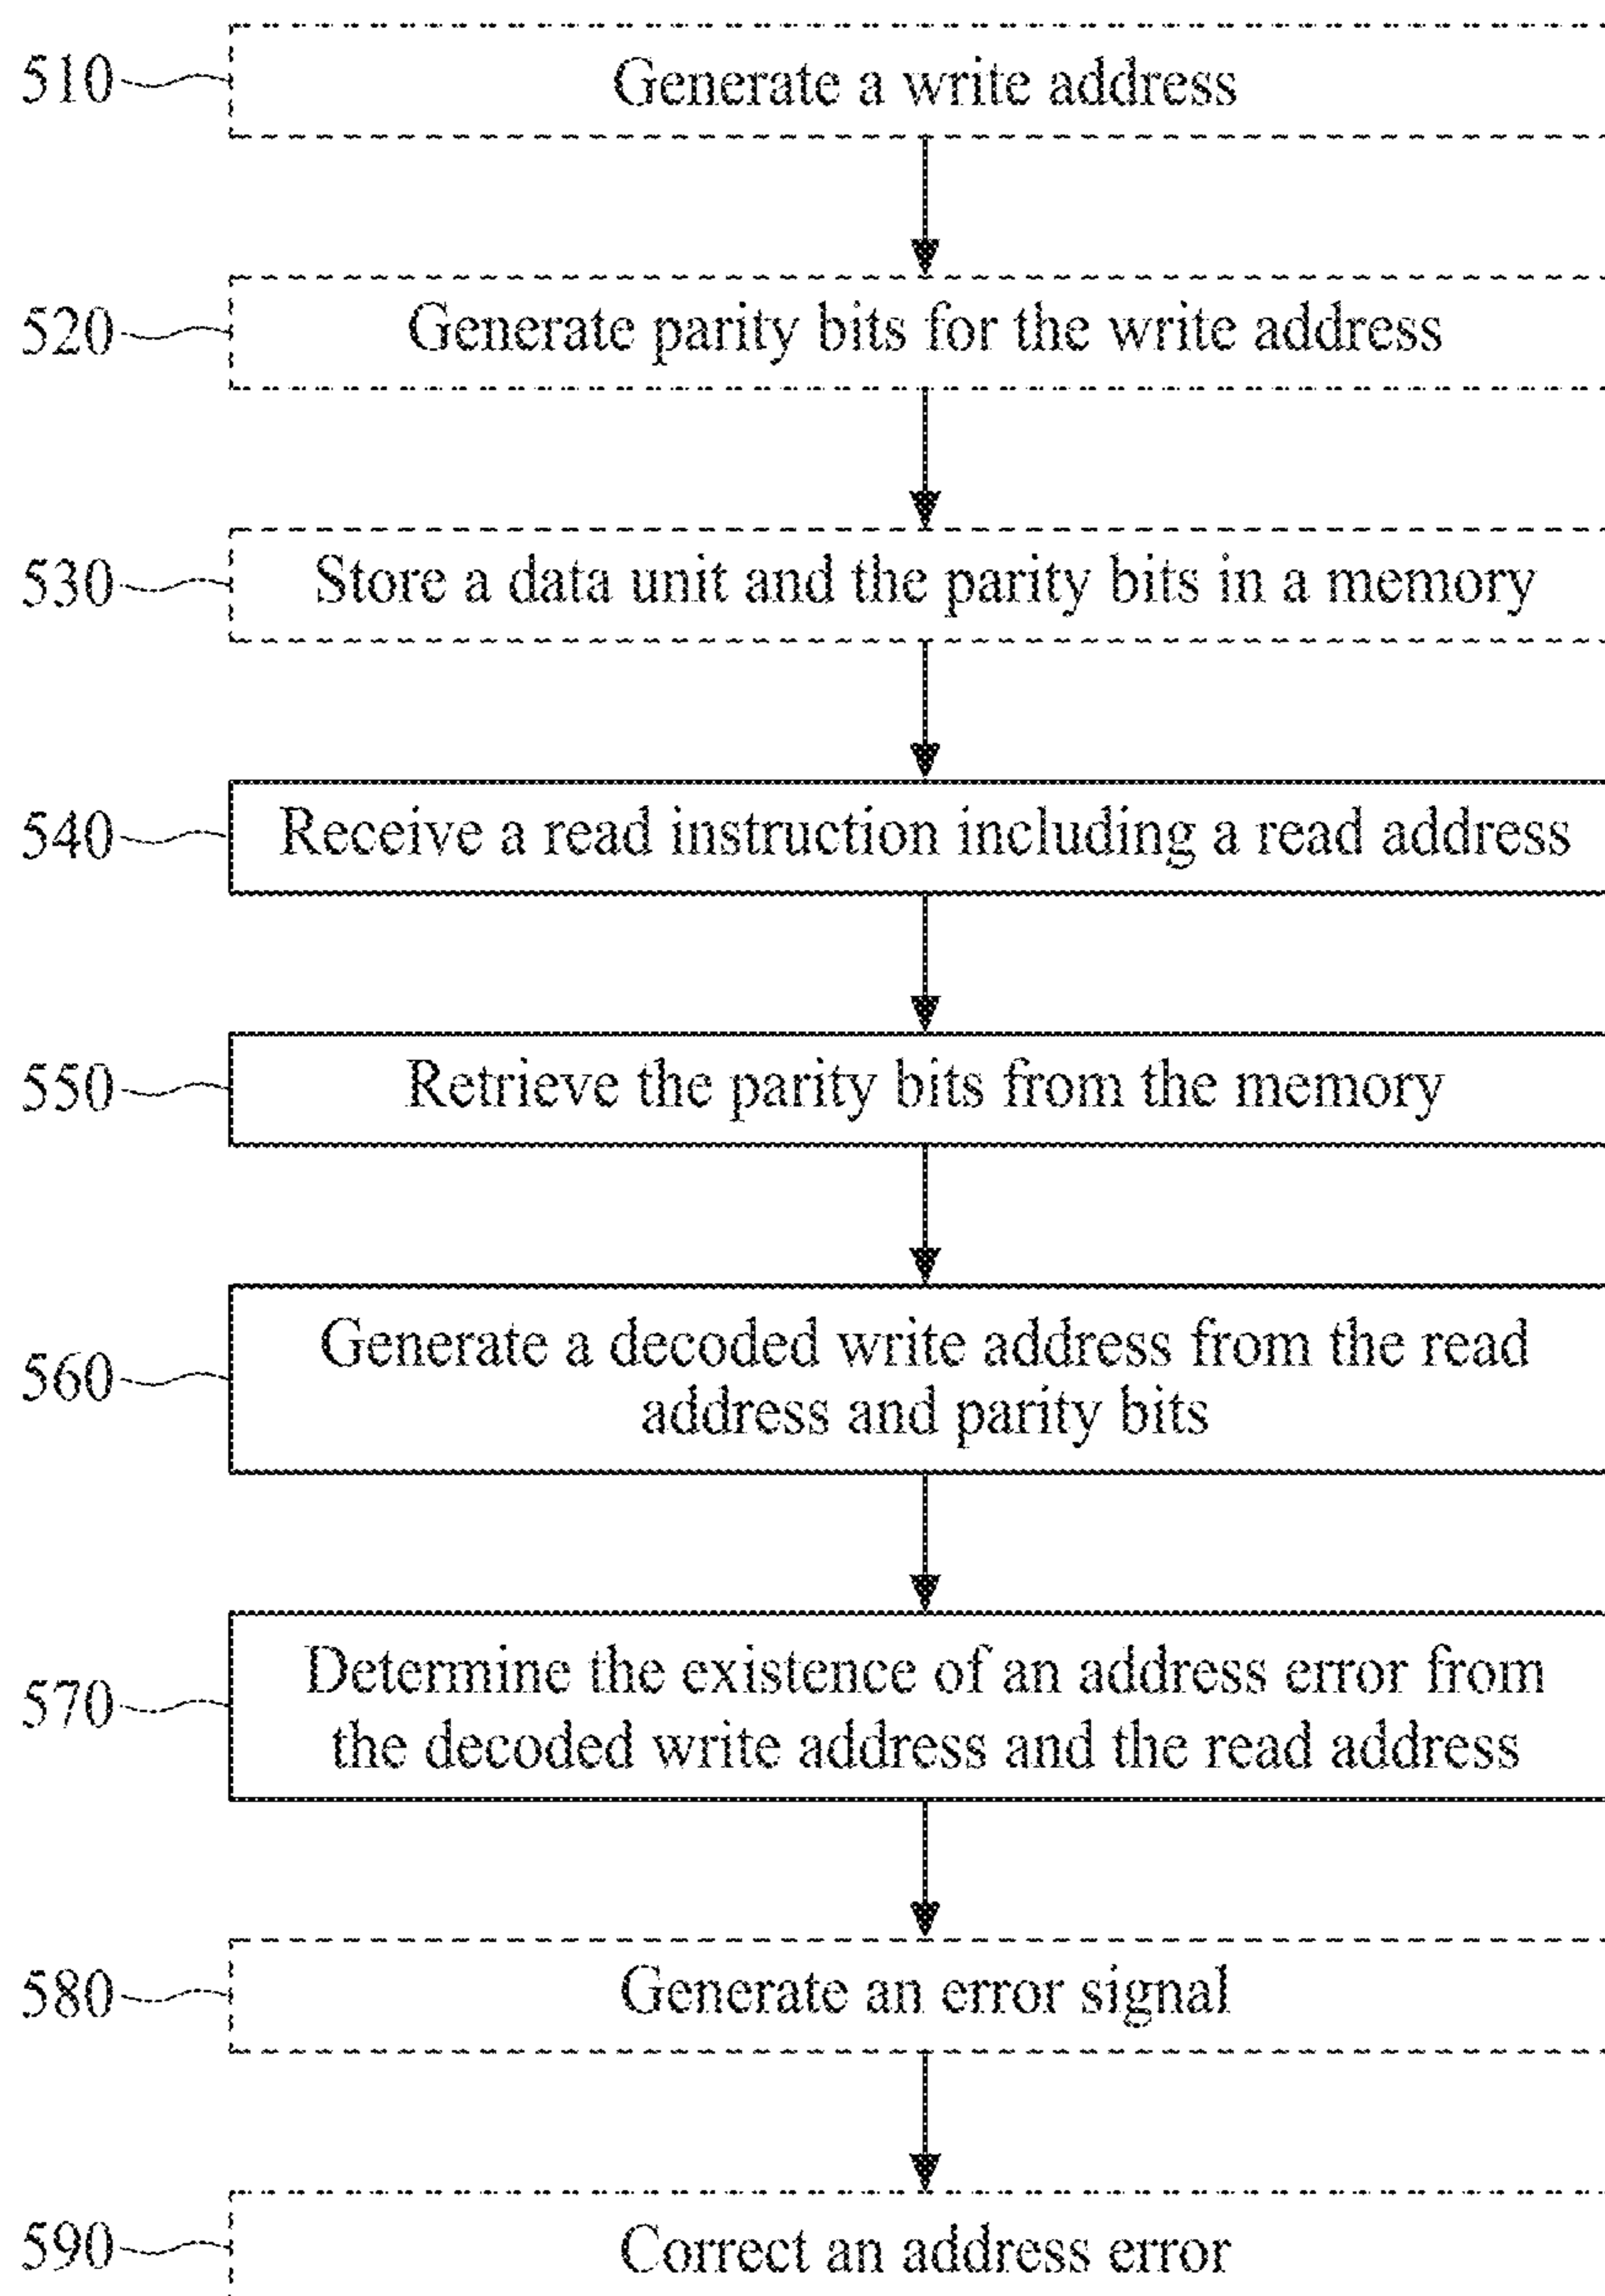 510 Generate a write address
520 Generate parity bits for the write address
530 Store a data unit and the parity bits in a memory
540 Receive a read instruction including a read address
550 Retrieve the parity bits from the memory
560 Generate a decoded write address from the read
address and parity bits
570 Determine the existence of an address error from
the decoded write address and the read address
580 Generate an error signal
590 Correct an address error